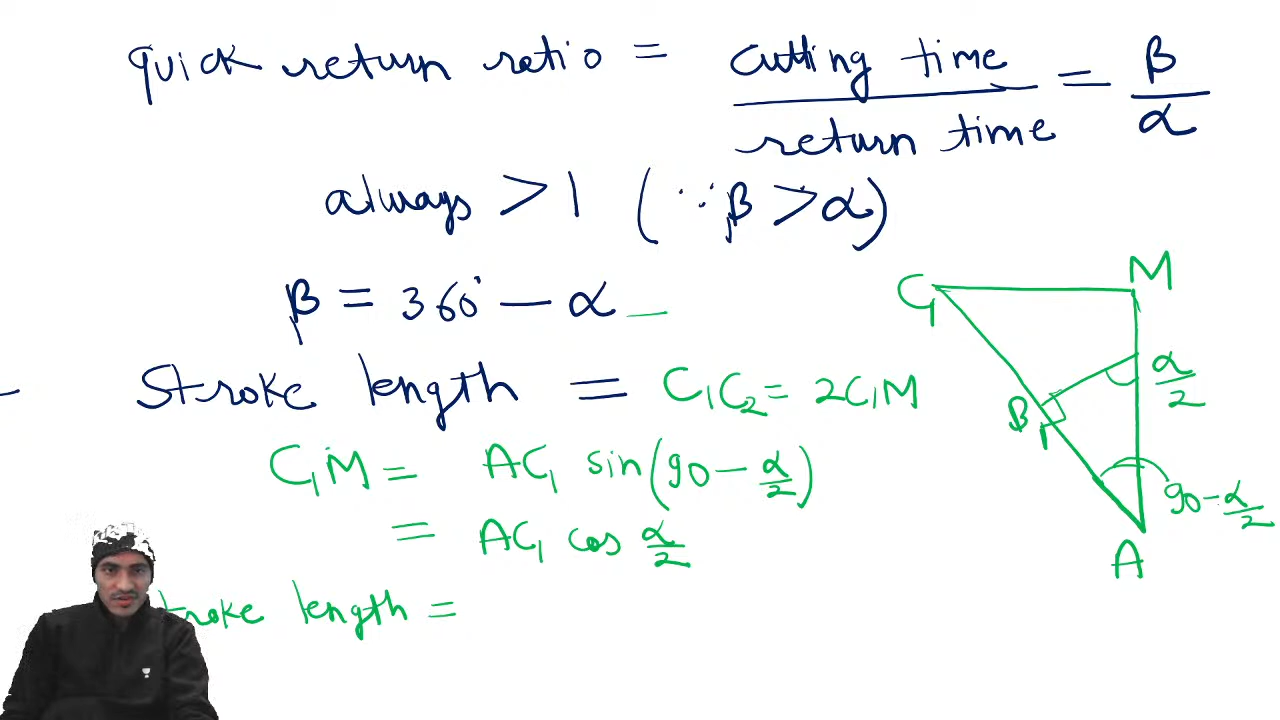 quick return ratio = cutting time / return time = β / α
always > 1 (∵ β > α)
β = 360° - α
Stroke length = C₁C₂ = 2C₁M
C₁M = AC₁ sin(90 - α/2)
= AC₁ cos α/2
stroke length =
C₁
M
α/2
B₁
90 - α/2
A